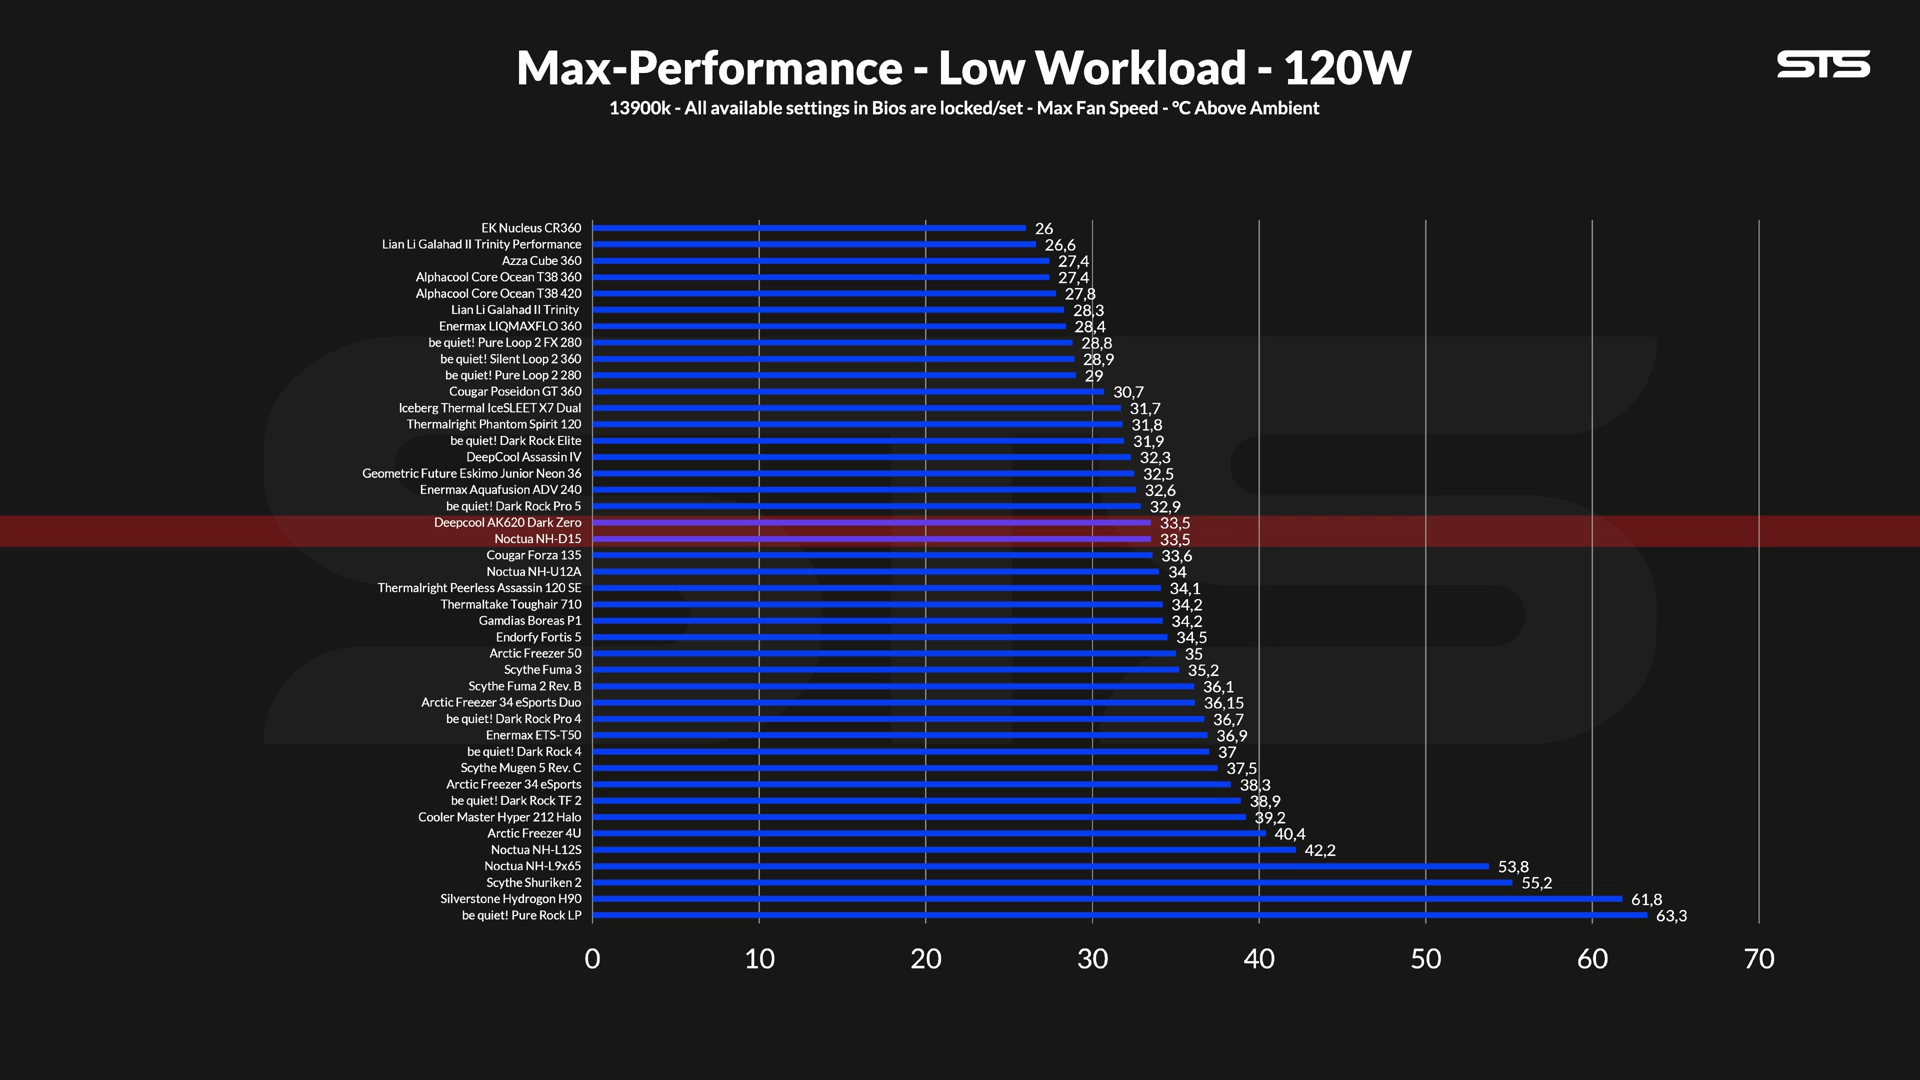 Max-Performance - Low Workload - 120W
STS
13900k - All available settings in Bios are locked/set - Max Fan Speed - °C Above Ambient
EK Nucleus CR360 26
Lian Li Galahad II Trinity Performance 26,6
Azza Cube 360 27,4
Alphacool Core Ocean T38 360 27,4
Alphacool Core Ocean T38 420 27,8
Lian Li Galahad II Trinity 28,3
Enermax LIQMAXFLO 360 28,4
be quiet! Pure Loop 2 FX 280 28,8
be quiet! Silent Loop 2 360 28,9
be quiet! Pure Loop 2 280 29
Cougar Poseidon GT 360 30,7
Iceberg Thermal IceSLEET X7 Dual 31,7
Thermalright Phantom Spirit 120 31,8
be quiet! Dark Rock Elite 31,9
DeepCool Assassin IV 32,3
Geometric Future Eskimo Junior Neon 36 32,5
Enermax Aquafusion ADV 240 32,6
be quiet! Dark Rock Pro 5 32,9
Deepcool AK620 Dark Zero 33,5
Noctua NH-D15 33,5
Cougar Forza 135 33,6
Noctua NH-U12A 34
Thermalright Peerless Assassin 120 SE 34,1
Thermaltake Toughair 710 34,2
Gamdias Boreas P1 34,2
Endorfy Fortis 5 34,5
Arctic Freezer 50 35
Scythe Fuma 3 35,2
Scythe Fuma 2 Rev. B 36,1
Arctic Freezer 34 eSports Duo 36,15
be quiet! Dark Rock Pro 4 36,7
Enermax ETS-T50 36,9
be quiet! Dark Rock 4 37
Scythe Mugen 5 Rev. C 37,5
Arctic Freezer 34 eSports 38,3
be quiet! Dark Rock TF 2 38,9
Cooler Master Hyper 212 Halo 39,2
Arctic Freezer 4U 40,4
Noctua NH-L12S 42,2
Noctua NH-L9x65 53,8
Scythe Shuriken 2 55,2
Silverstone Hydrogon H90 61,8
be quiet! Pure Rock LP 63,3
0 10 20 30 40 50 60 70